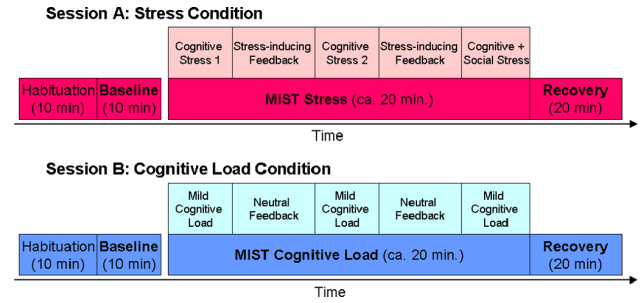 Session A: Stress Condition
Cognitive Stress-inducing Cognitive Stress-inducing Cognitive +
Stress 1 Feedback Stress 2 Feedback Social Stress
Habituation Baseline MIST Stress (ca. 20 min.) Recovery
(10 min) (10 min) (20 min)
Time
Session B: Cognitive Load Condition
Mild Neutral Mild Neutral Mild
Cognitive Feedback Cognitive Feedback Cognitive
Load Load Load
Habituation Baseline MIST Cognitive Load (ca. 20 min.) Recovery
(10 min) (10 min) (20 min)
Time